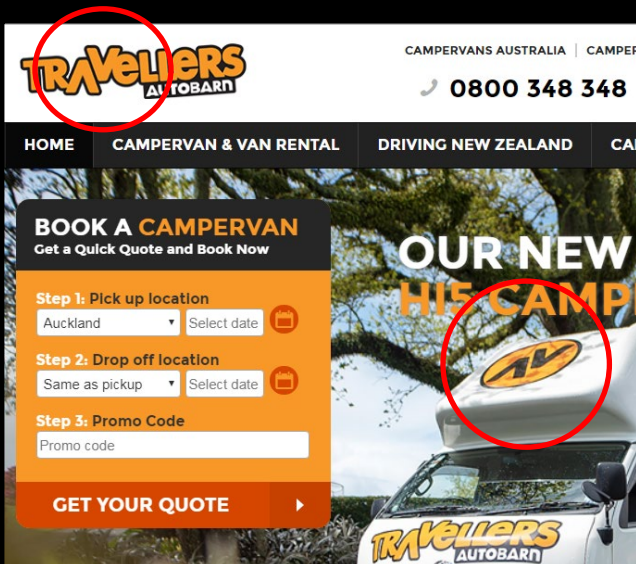 TRAVELLERS
AUTOBARN
CAMPERVANS AUSTRALIA
0800 348 348
HOME
CAMPERVAN & VAN RENTAL
DRIVING NEW ZEALAND
BOOK A CAMPERVAN
Get a Quick Quote and Book Now
Step 1: Pick up location
Auckland
Select date
Step 2: Drop off location
Same as pickup
Select date
Step 3: Promo Code
Promo code
GET YOUR QUOTE
OUR NEW
HI5 CAMP
AV
TRAVELLERS
AUTOBARN